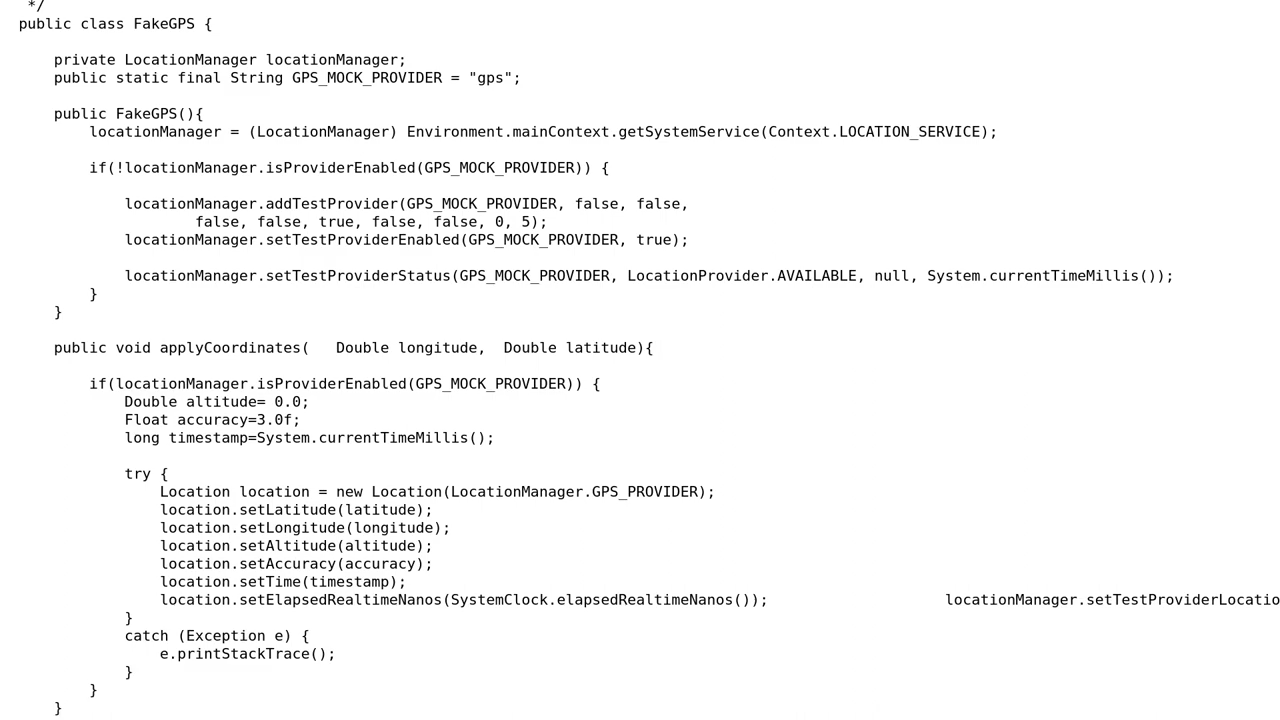 */
public class FakeGPS {
private LocationManager locationManager;
public static final String GPS_MOCK_PROVIDER = "gps";
public FakeGPS(){
locationManager = (LocationManager) Environment.mainContext.getSystemService(Context.LOCATION_SERVICE);
if(!locationManager.isProviderEnabled(GPS_MOCK_PROVIDER)) {
locationManager.addTestProvider(GPS_MOCK_PROVIDER, false, false,
false, false, true, false, false, 0, 5);
locationManager.setTestProviderEnabled(GPS_MOCK_PROVIDER, true);
locationManager.setTestProviderStatus(GPS_MOCK_PROVIDER, LocationProvider.AVAILABLE, null, System.currentTimeMillis());
}
}
public void applyCoordinates(   Double longitude,  Double latitude){
if(locationManager.isProviderEnabled(GPS_MOCK_PROVIDER)) {
Double altitude= 0.0;
Float accuracy=3.0f;
long timestamp=System.currentTimeMillis();
try {
Location location = new Location(LocationManager.GPS_PROVIDER);
location.setLatitude(latitude);
location.setLongitude(longitude);
location.setAltitude(altitude);
location.setAccuracy(accuracy);
location.setTime(timestamp);
location.setElapsedRealtimeNanos(SystemClock.elapsedRealtimeNanos());                    locationManager.setTestProviderLocatio
}
catch (Exception e) {
e.printStackTrace();
}
}
}